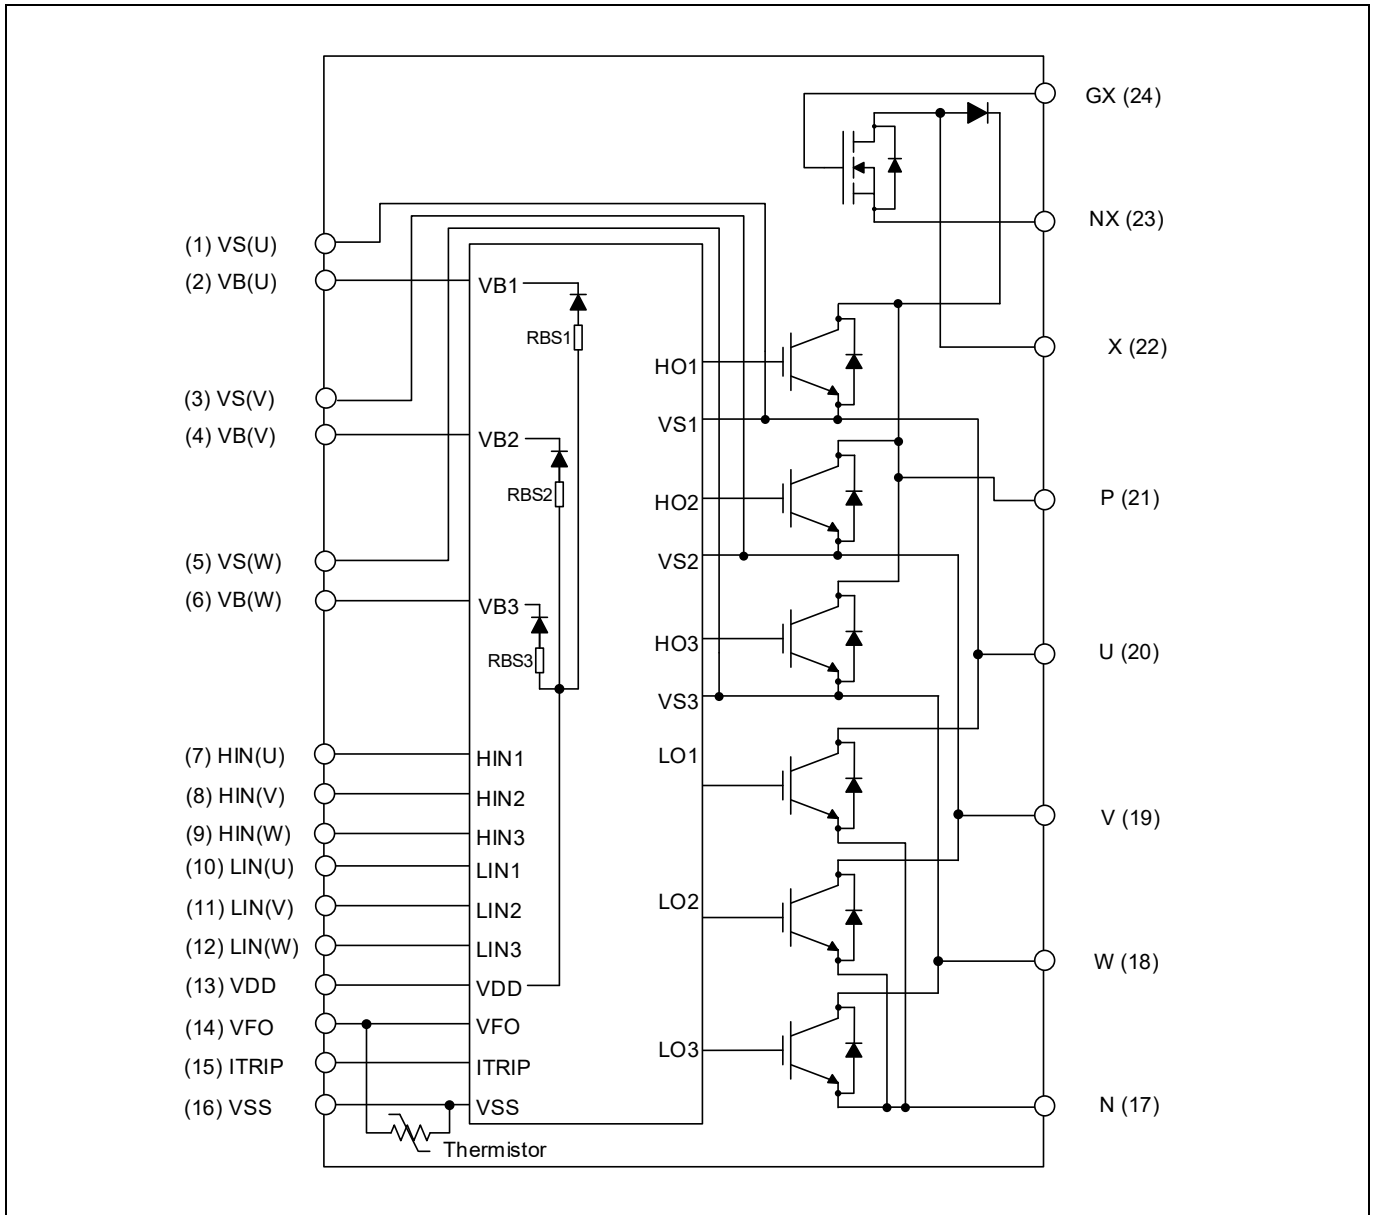 (1) VS(U)
(2) VB(U)
(3) VS(V)
(4) VB(V)
(5) VS(W)
(6) VB(W)
(7) HIN(U)
(8) HIN(V)
(9) HIN(W)
(10) LIN(U)
(11) LIN(V)
(12) LIN(W)
(13) VDD
(14) VFO
(15) ITRIP
(16) VSS
VB1
RBS1
VB2
RBS2
VB3
RBS3
HIN1
HIN2
HIN3
LIN1
LIN2
LIN3
VDD
VFO
ITRIP
VSS
Thermistor
HO1
VS1
HO2
VS2
HO3
VS3
LO1
LO2
LO3
GX (24)
NX (23)
X (22)
P (21)
U (20)
V (19)
W (18)
N (17)